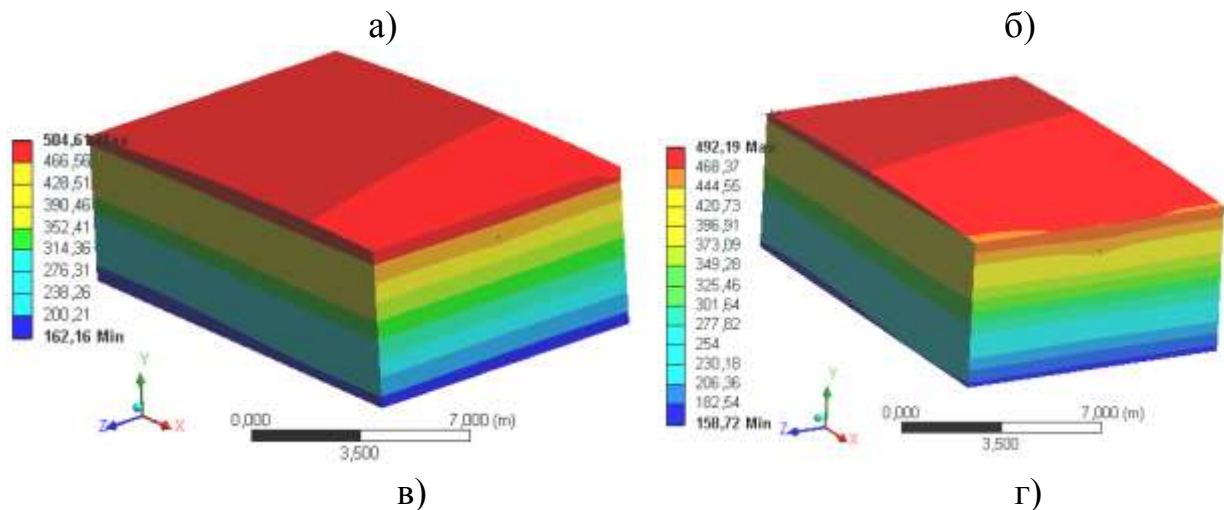 а)
б)
504,61 Max
466,56
428,51
390,46
352,41
314,36
276,31
238,26
200,21
162,16 Min
Y
Z
X
0,000
7,000 (m)
3,500
492,19 Max
468,37
444,55
420,73
396,91
373,09
349,28
325,46
301,64
277,82
254
230,18
206,36
182,54
158,72 Min
Y
Z
X
0,000
7,000 (m)
3,500
в)
г)